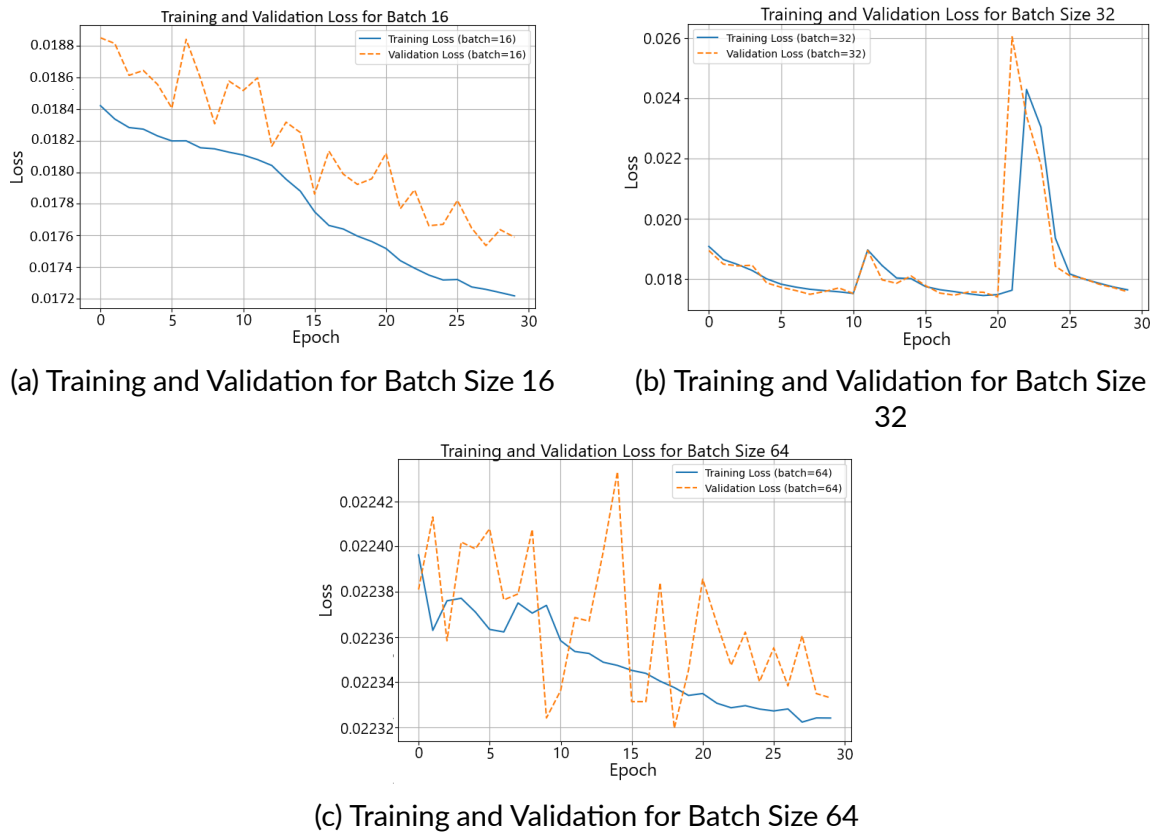 Training and Validation Loss for Batch 16
Training Loss (batch=16)
Validation Loss (batch=16)
0.0188
0.0186
0.0184
0.0182
0.0180
0.0178
0.0176
0.0174
0.0172
Loss
0 5 10 15 20 25 30
Epoch
(a) Training and Validation for Batch Size 16
Training and Validation Loss for Batch Size 32
Training Loss (batch=32)
Validation Loss (batch=32)
0.026
0.024
0.022
0.020
0.018
Loss
0 5 10 15 20 25 30
Epoch
(b) Training and Validation for Batch Size
32
Training and Validation Loss for Batch Size 64
Training Loss (batch=64)
Validation Loss (batch=64)
0.02242
0.02240
0.02238
0.02236
0.02234
0.02232
Loss
0 5 10 15 20 25 30
Epoch
(c) Training and Validation for Batch Size 64